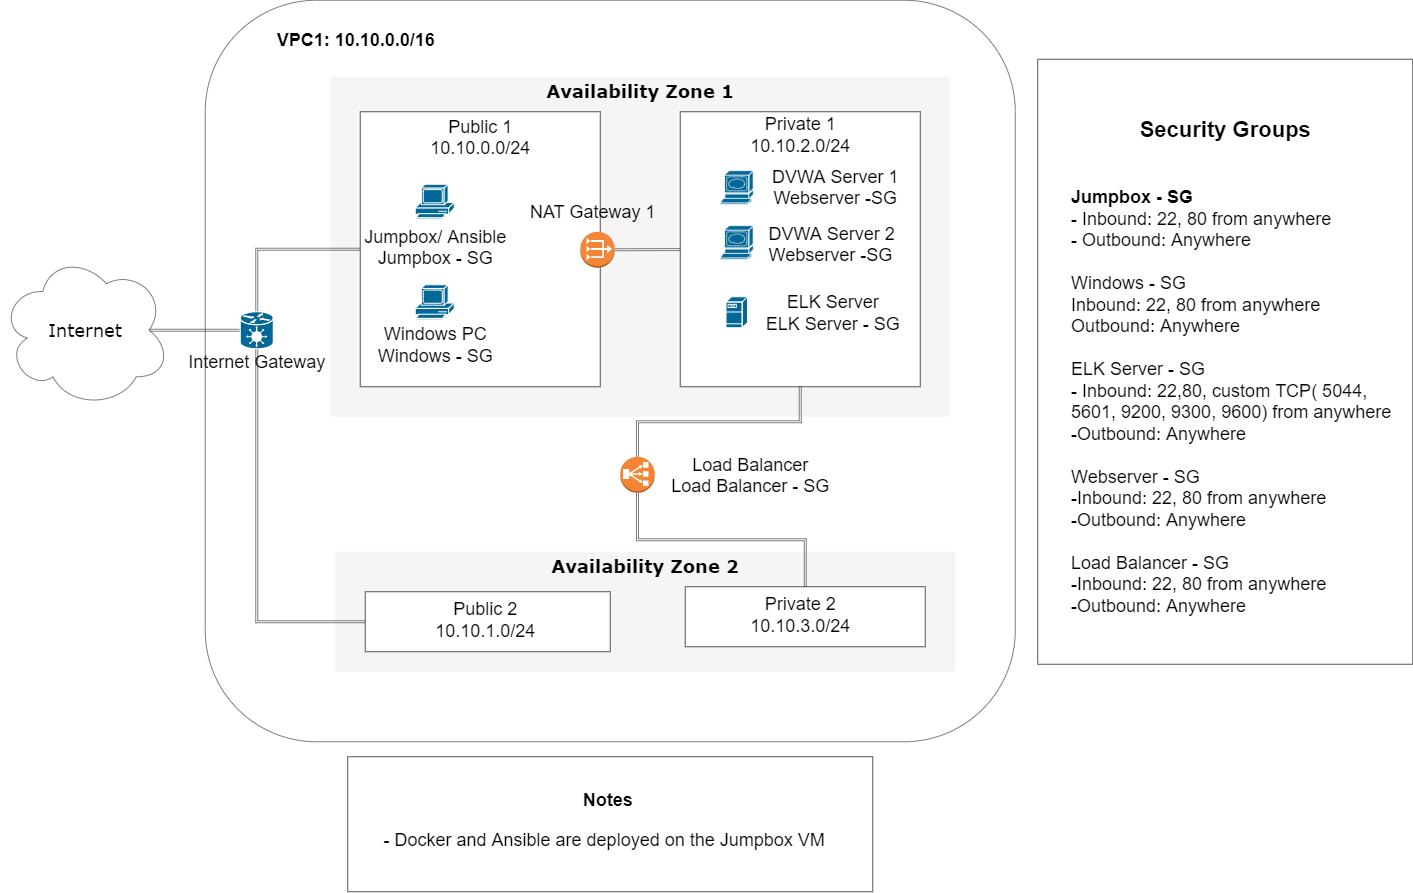 VPC1: 10.10.0.0/16
Availability Zone 1
Public 1
10.10.0.0/24
Jumpbox/ Ansible
Jumpbox - SG
Windows PC
Windows - SG
NAT Gateway 1
Private 1
10.10.2.0/24
DVWA Server 1
Webserver -SG
DVWA Server 2
Webserver -SG
ELK Server
ELK Server - SG
Internet
Internet Gateway
Load Balancer
Load Balancer - SG
Availability Zone 2
Public 2
10.10.1.0/24
Private 2
10.10.3.0/24
Security Groups
Jumpbox - SG
- Inbound: 22, 80 from anywhere
- Outbound: Anywhere
Windows - SG
Inbound: 22, 80 from anywhere
Outbound: Anywhere
ELK Server - SG
- Inbound: 22,80, custom TCP( 5044,
5601, 9200, 9300, 9600) from anywhere
-Outbound: Anywhere
Webserver - SG
-Inbound: 22, 80 from anywhere
-Outbound: Anywhere
Load Balancer - SG
-Inbound: 22, 80 from anywhere
-Outbound: Anywhere
Notes
- Docker and Ansible are deployed on the Jumpbox VM